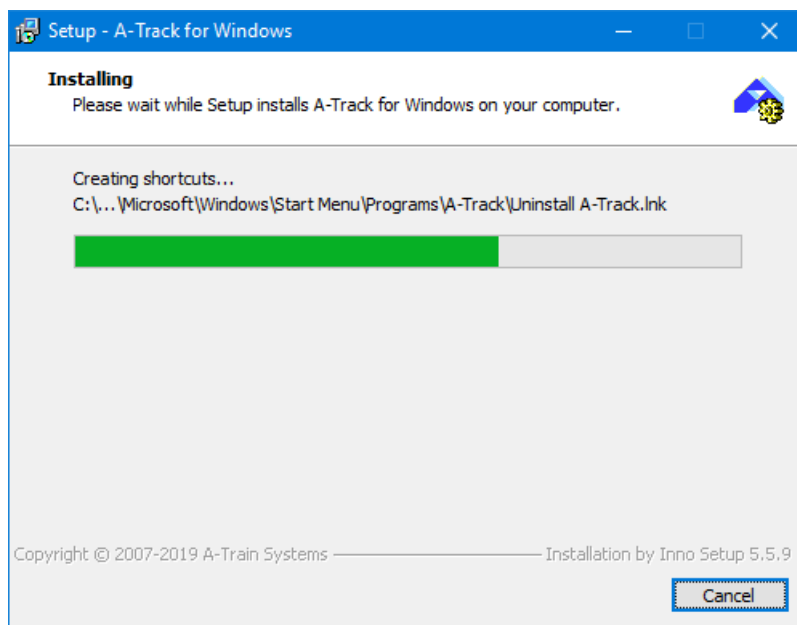 Setup - A-Track for Windows
Installing
Please wait while Setup installs A-Track for Windows on your computer.
Creating shortcuts...
C:\...\Microsoft\Windows\Start Menu\Programs\A-Track\Uninstall A-Track.lnk
Copyright © 2007-2019 A-Train Systems
Installation by Inno Setup 5.5.9
Cancel